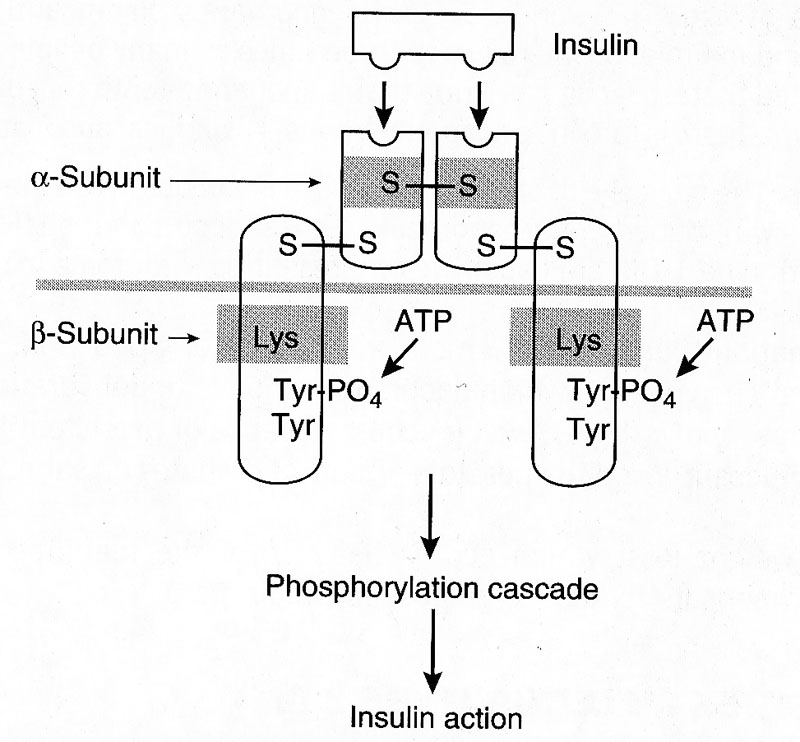 Insulin
α-Subunit
S S
S S S S
β-Subunit
Lys
ATP
Lys
ATP
Tyr-PO4
Tyr
Tyr-PO4
Tyr
Phosphorylation cascade
Insulin action